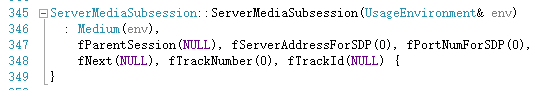 345 ServerMediaSubsession::ServerMediaSubsession(UsageEnvironment& env)
346 : Medium(env),
347 fParentSession(NULL), fServerAddressForSDP(0), fPortNumForSDP(0),
348 fNext(NULL), fTrackNumber(0), fTrackId(NULL) {
349 }